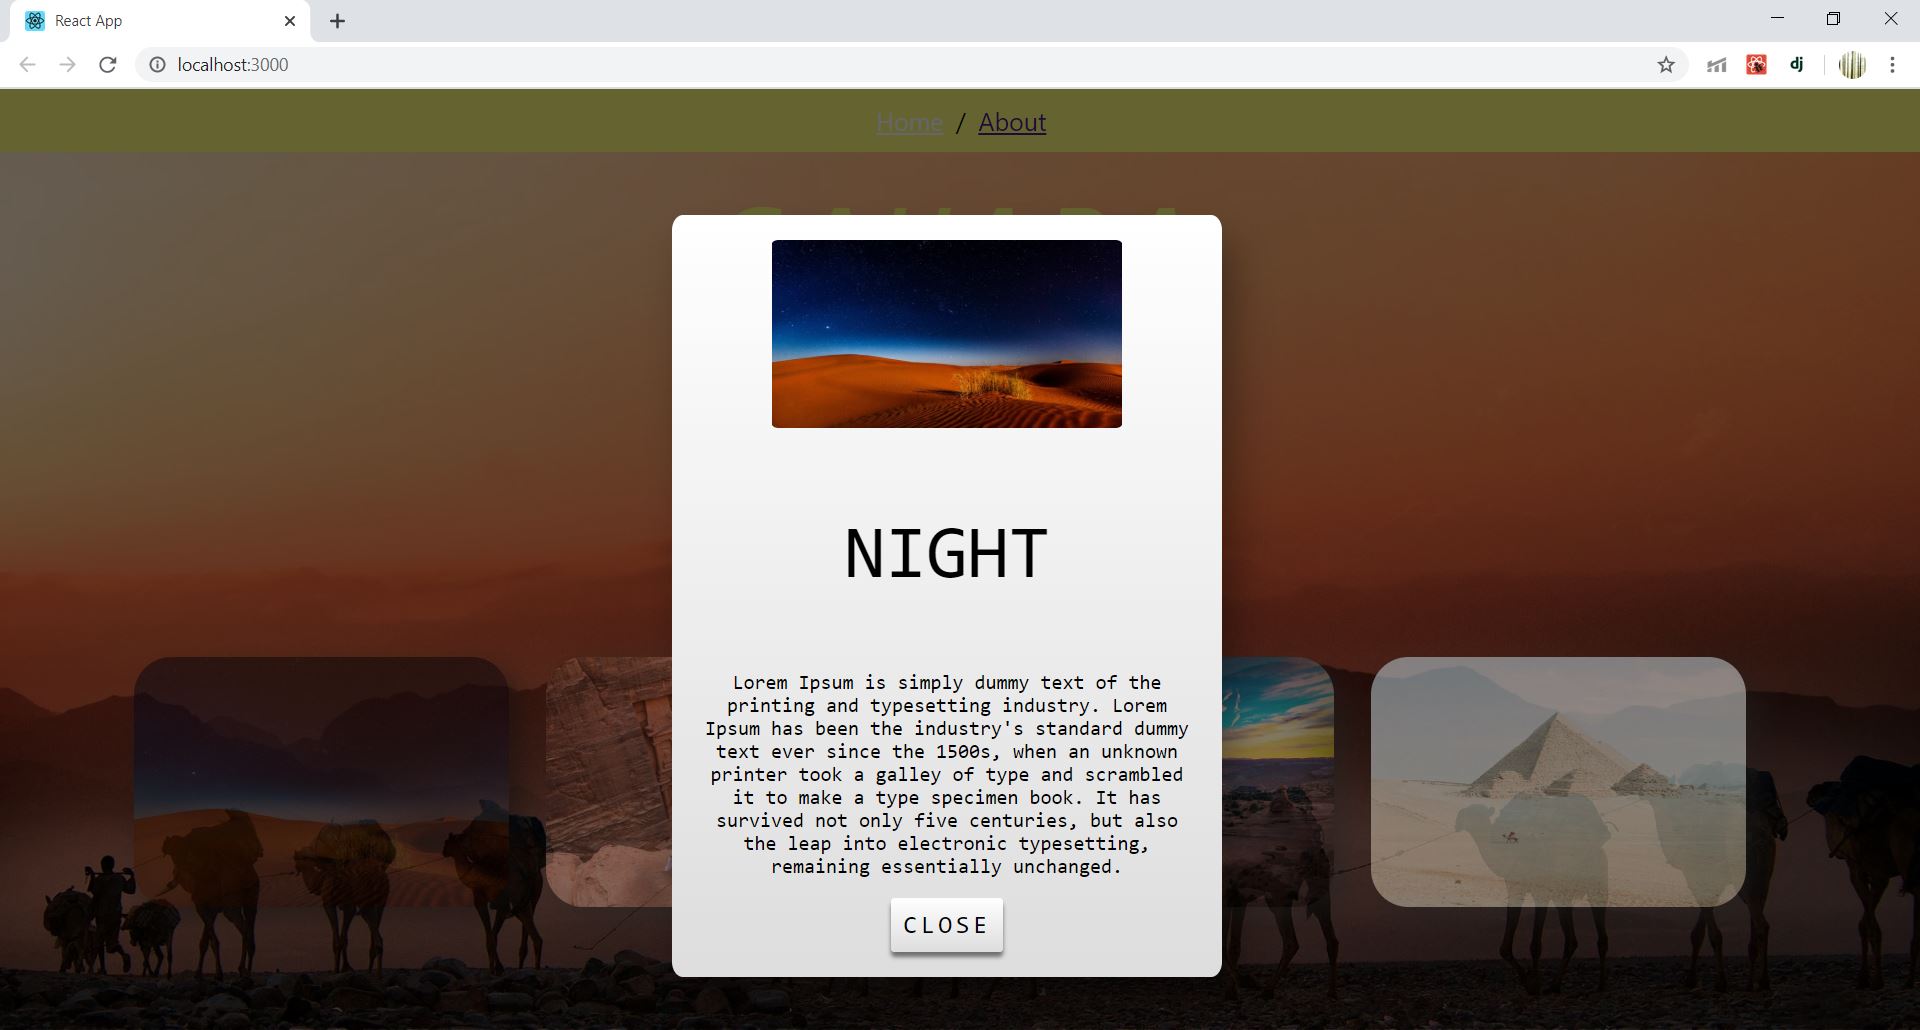 React App
localhost:3000
dj
Home / About
NIGHT
Lorem Ipsum is simply dummy text of the
printing and typesetting industry. Lorem
Ipsum has been the industry's standard dummy
text ever since the 1500s, when an unknown
printer took a galley of type and scrambled
it to make a type specimen book. It has
survived not only five centuries, but also
the leap into electronic typesetting,
remaining essentially unchanged.
CLOSE